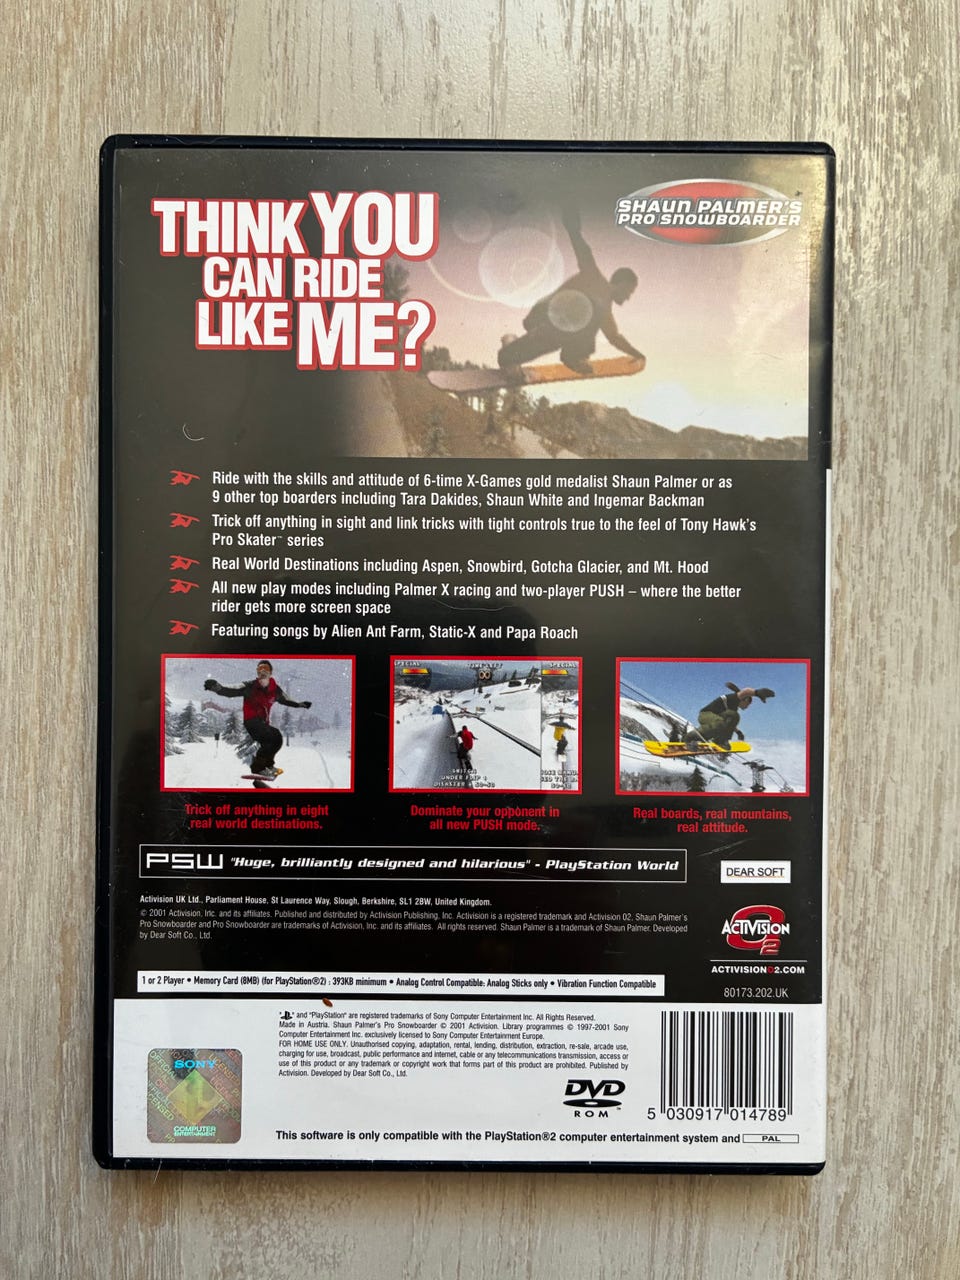 THINK YOU
CAN RIDE
LIKE ME?
SHAUN PALMER'S
PRO SNOWBOARDER
Ride with the skills and attitude of 6-time X-Games gold medalist Shaun Palmer or as
9 other top boarders including Tara Dakides, Shaun White and Ingemar Backman
Trick off anything in sight and link tricks with tight controls true to the feel of Tony Hawk's
Pro Skater™ series
Real World Destinations including Aspen, Snowbird, Gotcha Glacier, and Mt. Hood
All new play modes including Palmer X racing and two-player PUSH – where the better
rider gets more screen space
Featuring songs by Alien Ant Farm, Static-X and Papa Roach
SPECIAL
TIME LEFT
SPECIAL
Trick off anything in eight
real world destinations.
Dominate your opponent in
all new PUSH mode.
Real boards, real mountains,
real attitude.
PSW "Huge, brilliantly designed and hilarious" - PlayStation World
DEAR SOFT
Activision UK Ltd., Parliament House, St Laurence Way, Slough, Berkshire, SL1 2BW, United Kingdom.
© 2001 Activision, Inc. and its affiliates. Published and distributed by Activision Publishing, Inc. Activision is a registered trademark and Activision O2, Shaun Palmer's
Pro Snowboarder and Pro Snowboarder are trademarks of Activision, Inc. and its affiliates. All rights reserved. Shaun Palmer is a trademark of Shaun Palmer. Developed
by Dear Soft Co., Ltd.
ACTIVISION
O2
ACTIVISIONO2.COM
80173.202.UK
1 or 2 Player • Memory Card (8MB) (for PlayStation®2) : 393KB minimum • Analog Control Compatible: Analog Sticks only • Vibration Function Compatible
" " and "PlayStation" are registered trademarks of Sony Computer Entertainment Inc. All Rights Reserved.
Made in Austria. Shaun Palmer's Pro Snowboarder © 2001 Activision. Library programmes © 1997-2001 Sony
Computer Entertainment Inc. exclusively licensed to Sony Computer Entertainment Europe.
FOR HOME USE ONLY. Unauthorised copying, adaptation, rental, lending, distribution, extraction, re-sale, arcade use,
charging for use, broadcast, public performance and internet, cable or any telecommunications transmission, access or
use of this product or any trademark or copyright work that forms part of this product are prohibited. Published by
Activision. Developed by Dear Soft Co., Ltd.
SONY
COMPUTER
ENTERTAINMENT
DVD
ROM
5 030917 014789
This software is only compatible with the PlayStation®2 computer entertainment system and PAL